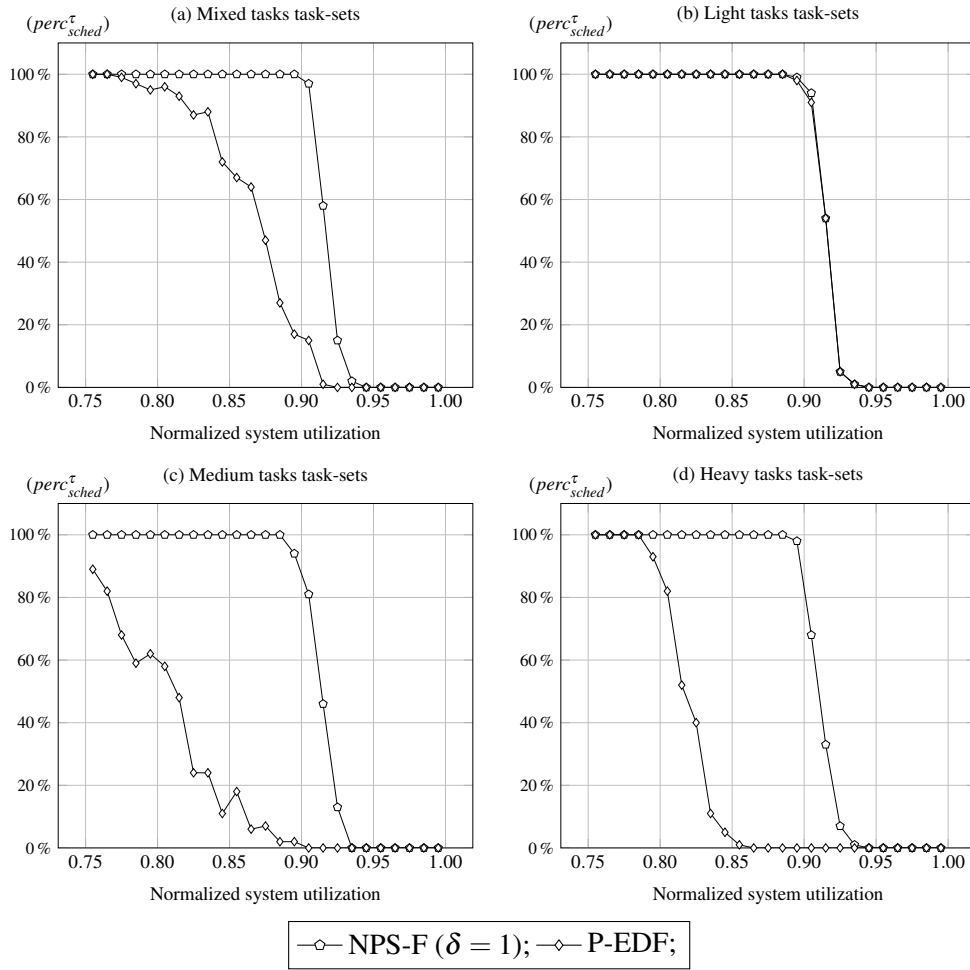 (a) Mixed tasks task-sets
(perc^τ_sched)
100 %
80 %
60 %
40 %
20 %
0 %
0.75 0.80 0.85 0.90 0.95 1.00
Normalized system utilization
(b) Light tasks task-sets
(perc^τ_sched)
100 %
80 %
60 %
40 %
20 %
0 %
0.75 0.80 0.85 0.90 0.95 1.00
Normalized system utilization
(c) Medium tasks task-sets
(perc^τ_sched)
100 %
80 %
60 %
40 %
20 %
0 %
0.75 0.80 0.85 0.90 0.95 1.00
Normalized system utilization
(d) Heavy tasks task-sets
(perc^τ_sched)
100 %
80 %
60 %
40 %
20 %
0 %
0.75 0.80 0.85 0.90 0.95 1.00
Normalized system utilization
NPS-F (δ = 1); P-EDF;